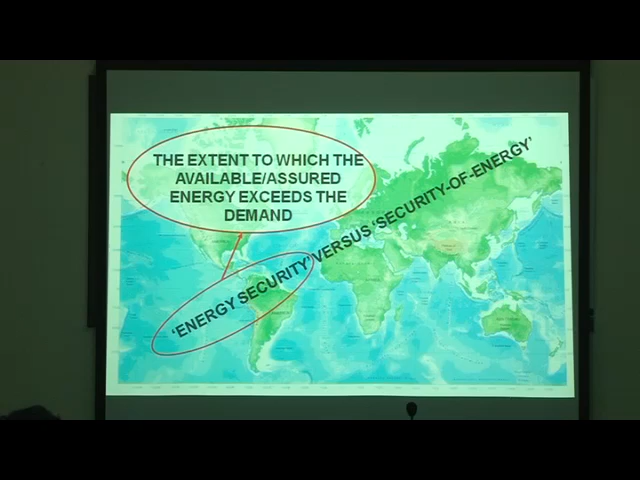 THE EXTENT TO WHICH THE
AVAILABLE/ASSURED
ENERGY EXCEEDS THE
DEMAND
‘ENERGY SECURITY’ VERSUS ‘SECURITY-OF-ENERGY’